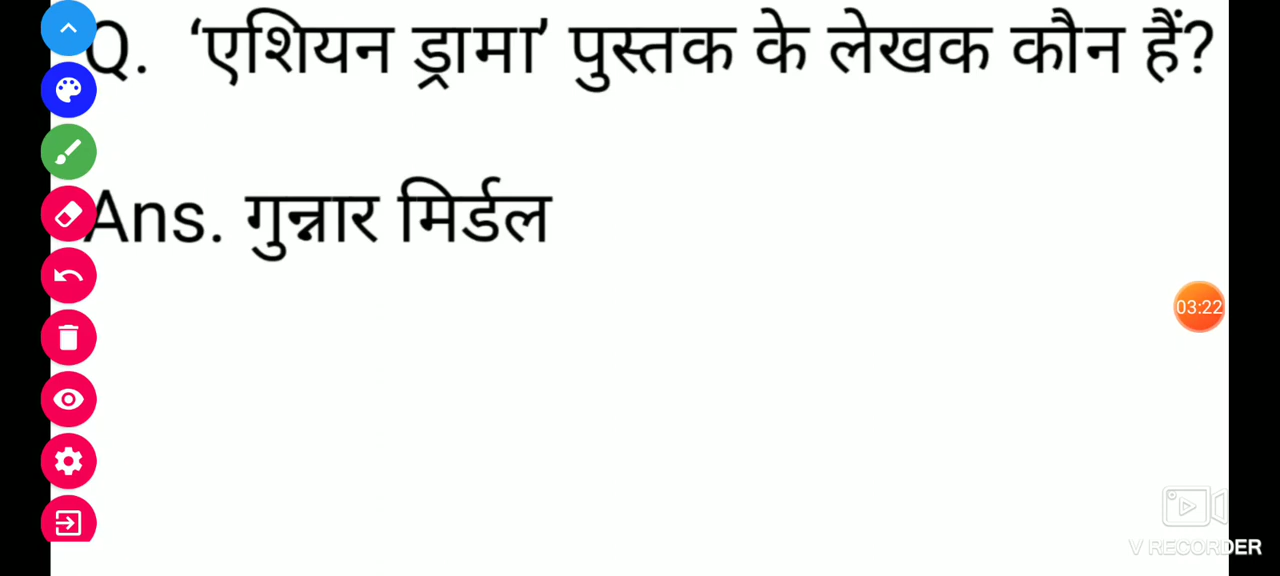 Q. ‘एशियन ड्रामा’ पुस्तक के लेखक कौन हैं?
Ans. गुन्नार मिर्डल
03:22
V RECORDER